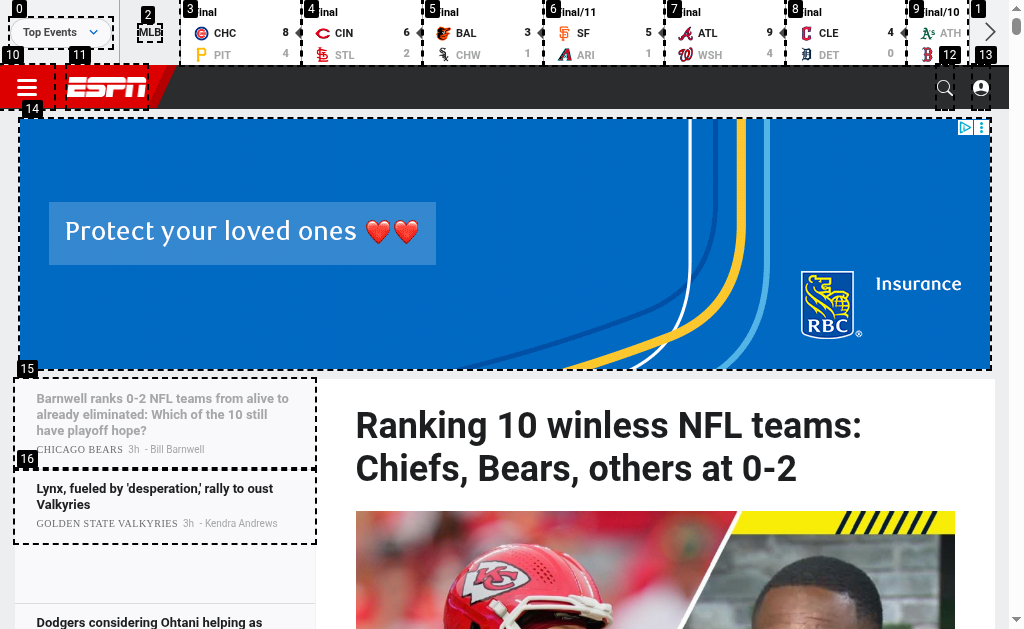 0
2
3
4
5
6
7
8
9
1
Top Events
MLB
Final
CHC 8
PIT 4
Final
CIN 6
STL 2
Final
BAL 3
CHW 1
Final/11
SF 5
ARI 1
Final
ATL 9
WSH 4
Final
CLE 4
DET 0
Final/10
ATH
B
10
11
12
13
ESPN
14
Protect your loved ones ❤️❤️
Insurance
RBC
®
15
Barnwell ranks 0-2 NFL teams from alive to
already eliminated: Which of the 10 still
have playoff hope?
CHICAGO BEARS 3h - Bill Barnwell
16
Lynx, fueled by 'desperation,' rally to oust
Valkyries
GOLDEN STATE VALKYRIES 3h - Kendra Andrews
Dodgers considering Ohtani helping as
Ranking 10 winless NFL teams:
Chiefs, Bears, others at 0-2
KC